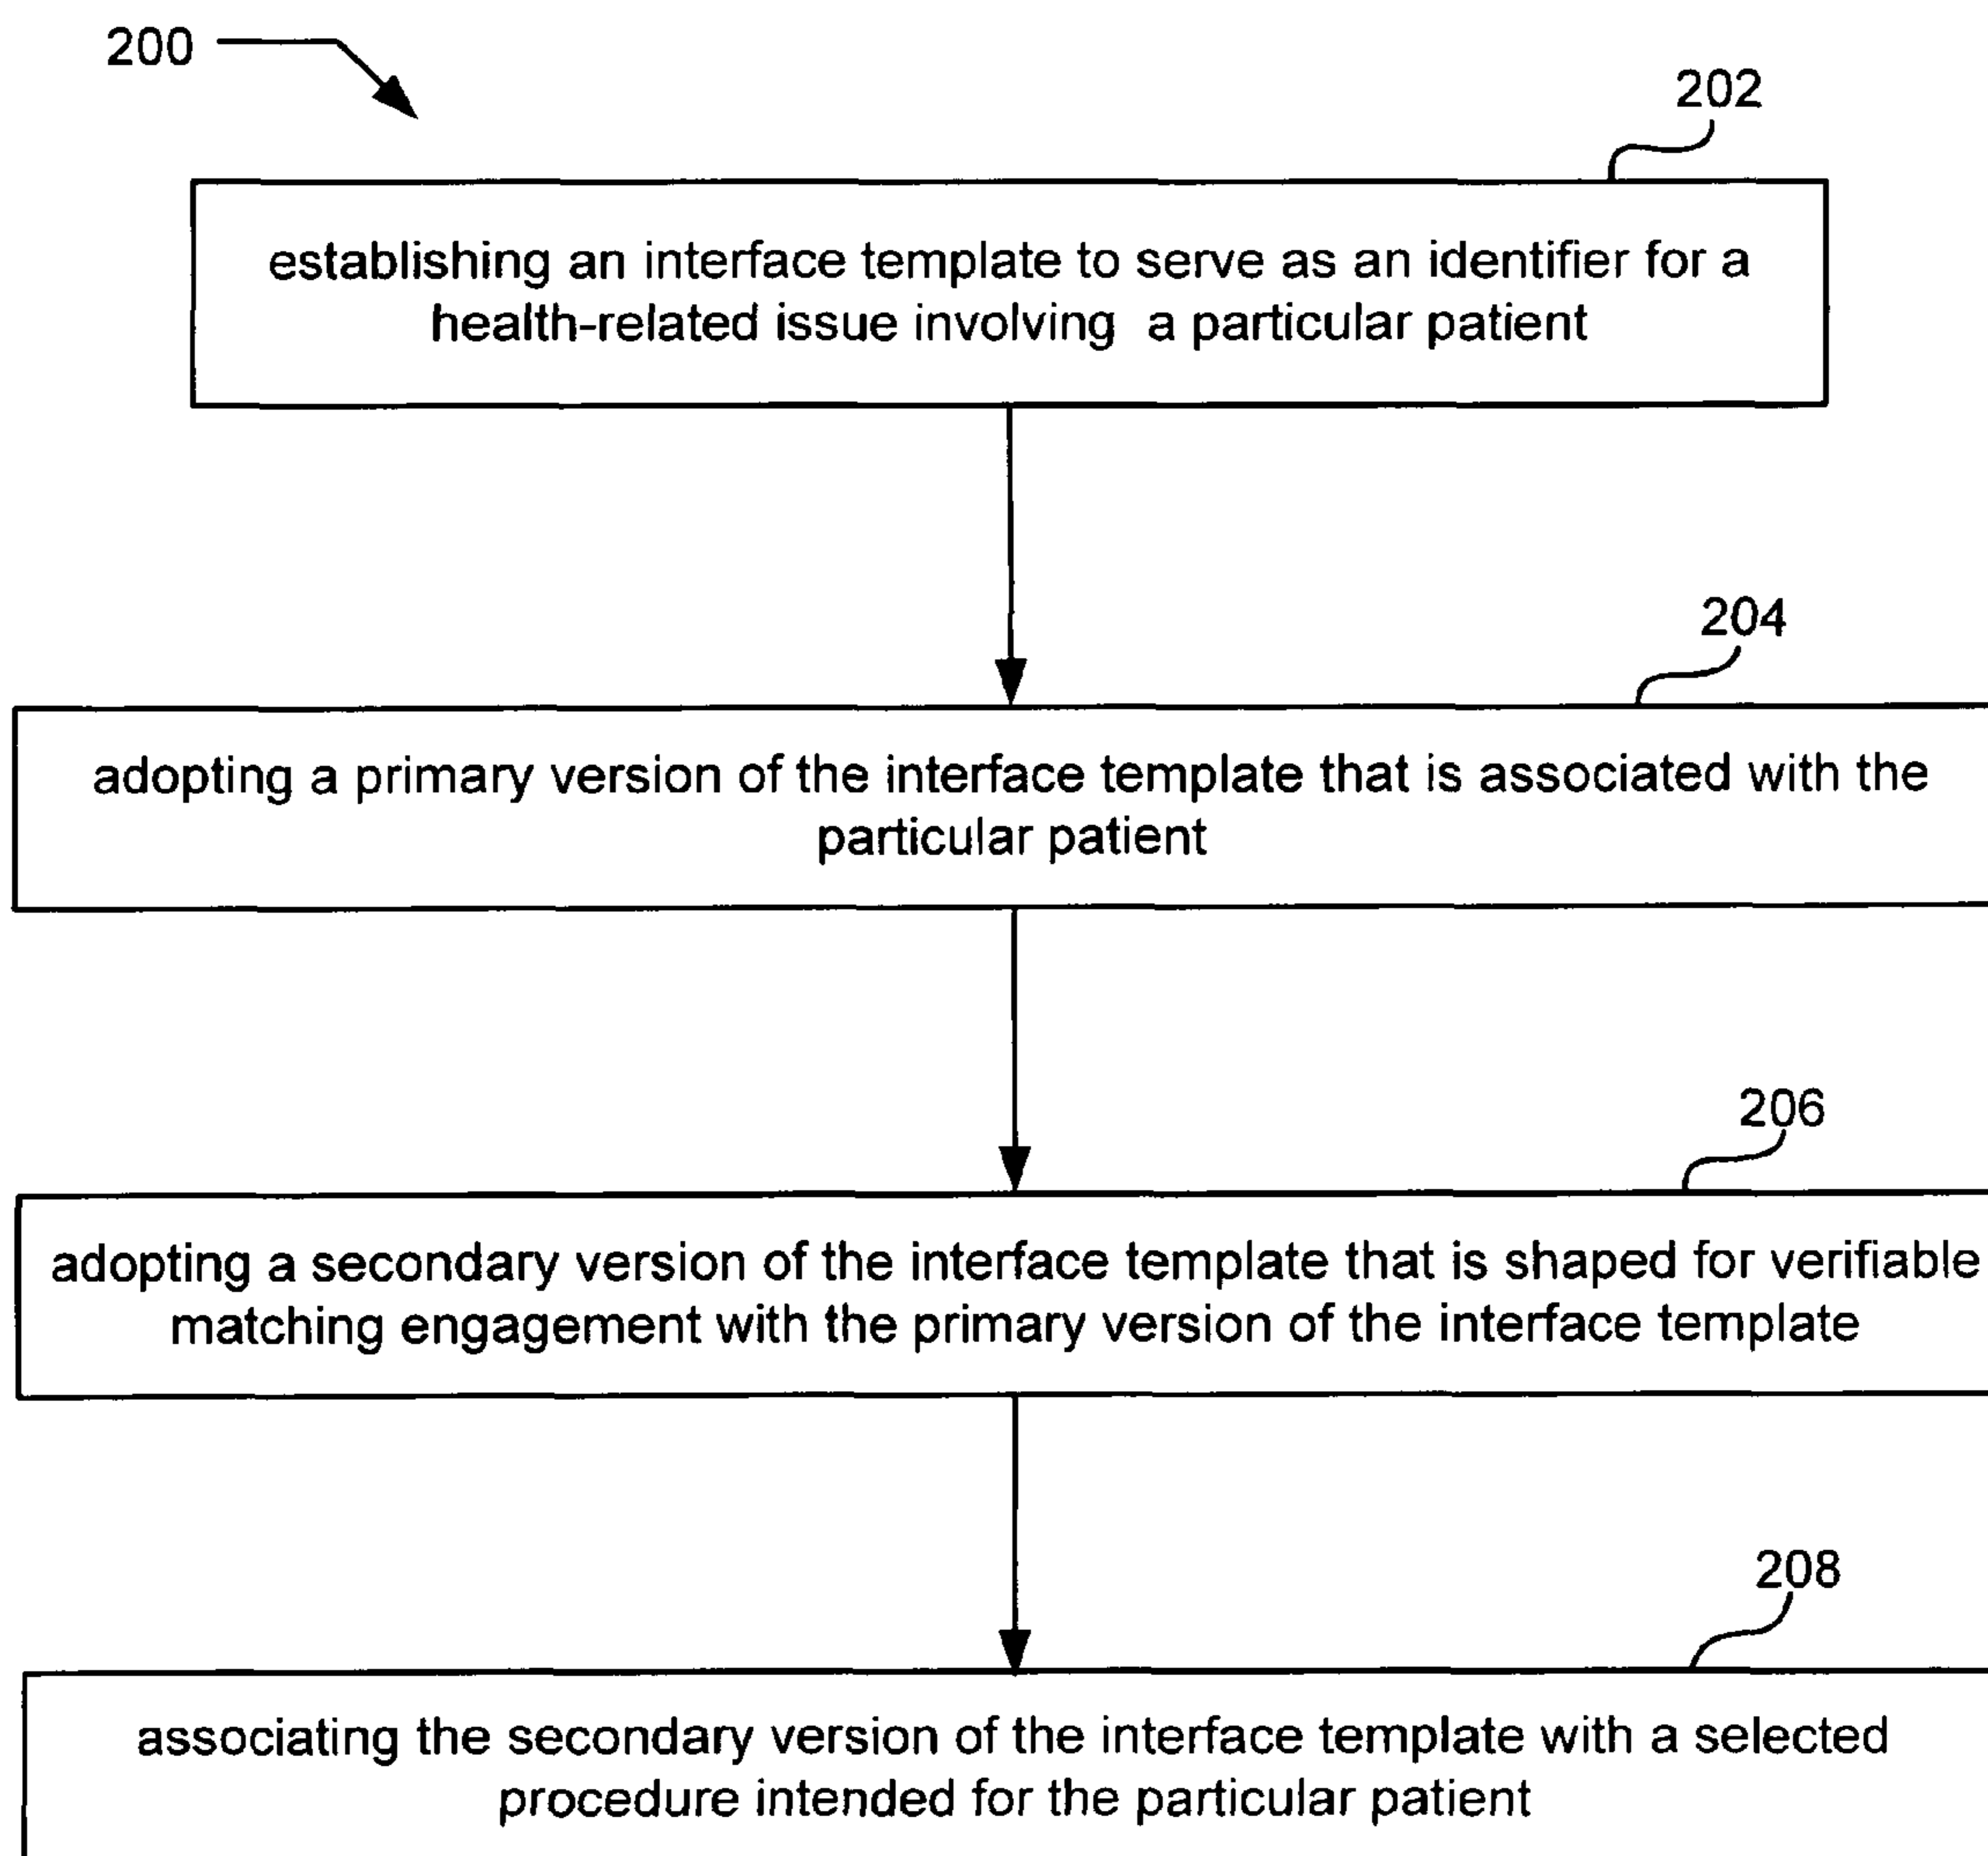 200
202
establishing an interface template to serve as an identifier for a
health-related issue involving a particular patient
204
adopting a primary version of the interface template that is associated with the
particular patient
206
adopting a secondary version of the interface template that is shaped for verifiable
matching engagement with the primary version of the interface template
208
associating the secondary version of the interface template with a selected
procedure intended for the particular patient